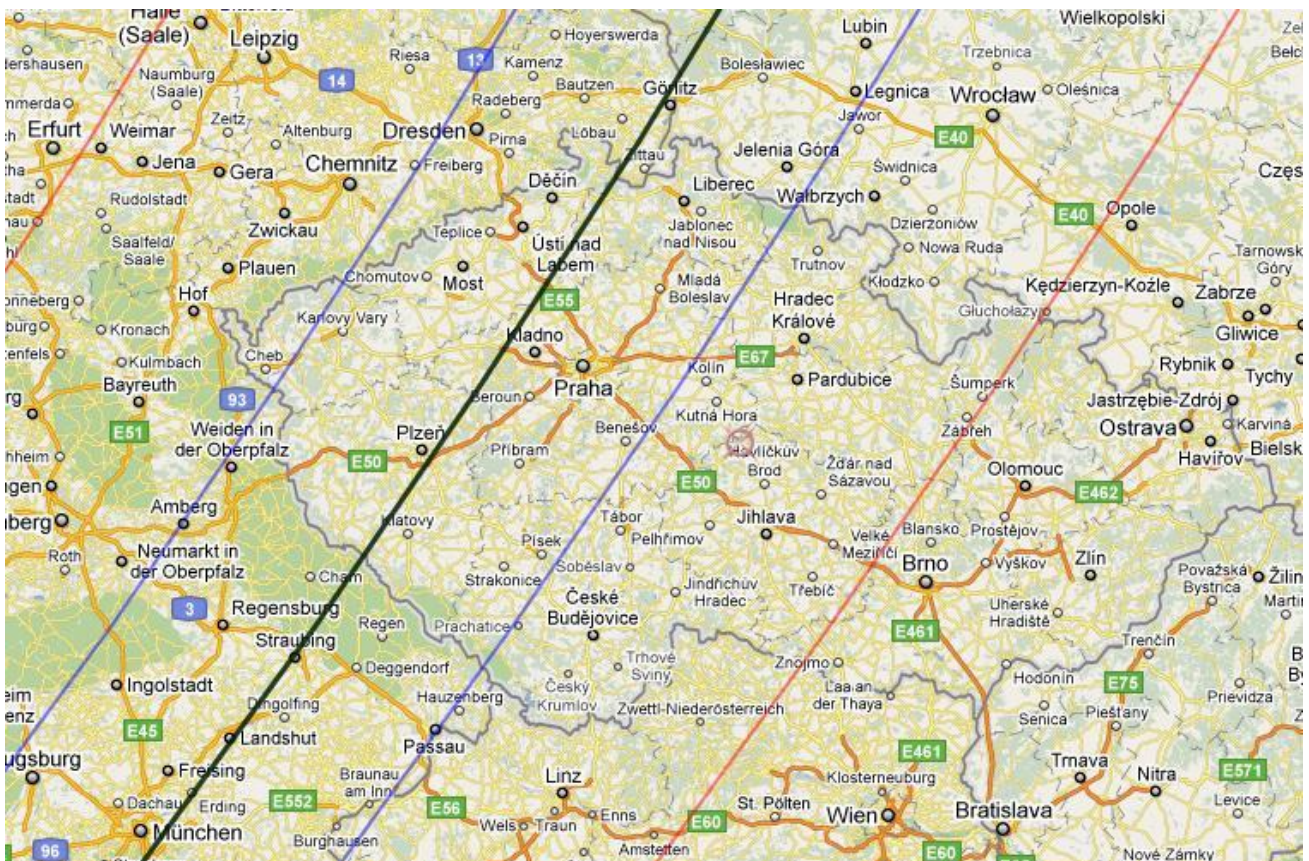 Halle
(Saale)
Leipzig
Naumburg
(Saale)
14
Riesa
13
Hoyerswerda
Kamenz
Bautzen
Radeberg
Görlitz
Bolesławiec
Lubin
Legnica
Jawor
Wielkopolski
Trzebnica
Oleśnica
Wrocław
E40
Erfurt
Weimar
Jena
Zeitz
Gera
Altenburg
Chemnitz
Dresden
Pirna
Löbau
Freiberg
Zittau
Jelenia Góra
Świdnica
Wałbrzych
Dzierżoniów
Nowa Ruda
E40
Opole
Rudolstadt
Saalfeld/
Saale
Zwickau
Plauen
Děčín
Liberec
Jablonec
nad Nisou
Teplice
Ústí nad
Labem
Chomutov
Most
Mladá
Boleslav
Trutnov
Kłodzko
Tarnowskie
Góry
Kędzierzyn-Koźle
Zabrze
Gliwice
Głuchołazy
Hof
Kronach
Kulmbach
Bayreuth
Karlovy Vary
Cheb
E55
Kladno
Praha
Hradec
Králové
E67
Kolín
Pardubice
Rybnik
Tychy
Jastrzębie-Zdrój
Šumperk
Zábřeh
Ostrava
Karviná
Havířov
Bielsk
93
E51
Weiden in
der Oberpfalz
Beroun
Plzeň
E50
Příbram
Benešov
Kutná Hora
Havlíčkův
Brod
Žďár nad
Sázavou
E50
Olomouc
E462
Amberg
Roth
Neumarkt in
der Oberpfalz
Klatovy
Písek
Tábor
Pelhřimov
Jihlava
Velké
Meziříčí
Blansko
Prostějov
Brno
Vyškov
Zlín
Považská
Bystrica
Cham
3
Regensburg
Straubing
Regen
Strakonice
Soběslav
Jindřichův
Hradec
Třebíč
České
Budějovice
Prachatice
Uherské
Hradiště
E461
Trenčín
Ingolstadt
Deggendorf
Dingolfing
Hauzenberg
Český
Krumlov
Trhové
Sviny
Znojmo
Laa an
der Thaya
Zwettl-Niederösterreich
Hodonín
Senica
E75
Piešťany
Prievidza
E45
Landshut
Passau
E461
Freising
Augsburg
Dachau
Erding
München
E552
Braunau
am Inn
Burghausen
E56
Linz
Wels
Traun
Enns
Amstetten
E60
St. Pölten
Klosterneuburg
Wien
E60
Bratislava
Trnava
Nitra
E571
Levice
Nové Zámky
96